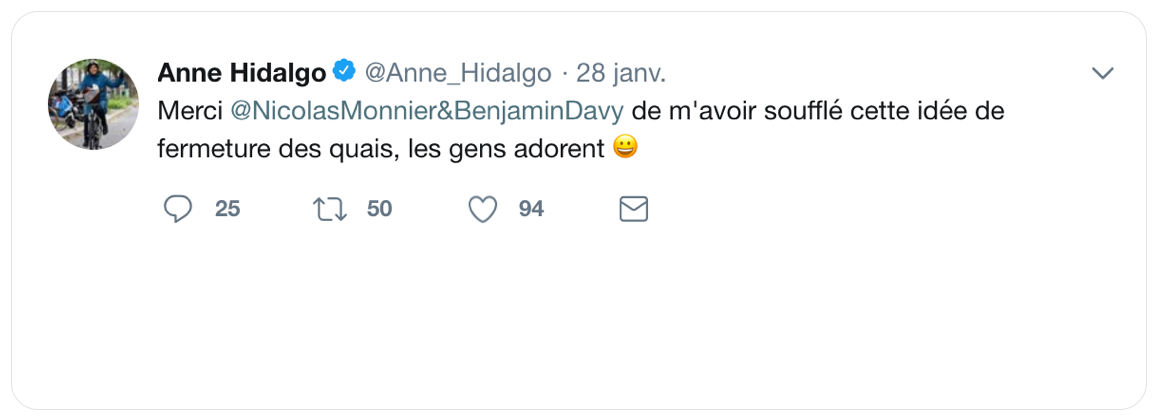 Anne Hidalgo @Anne_Hidalgo · 28 janv.
Merci @NicolasMonnier&BenjaminDavy de m'avoir soufflé cette idée de
fermeture des quais, les gens adorent 😀
25 50 94